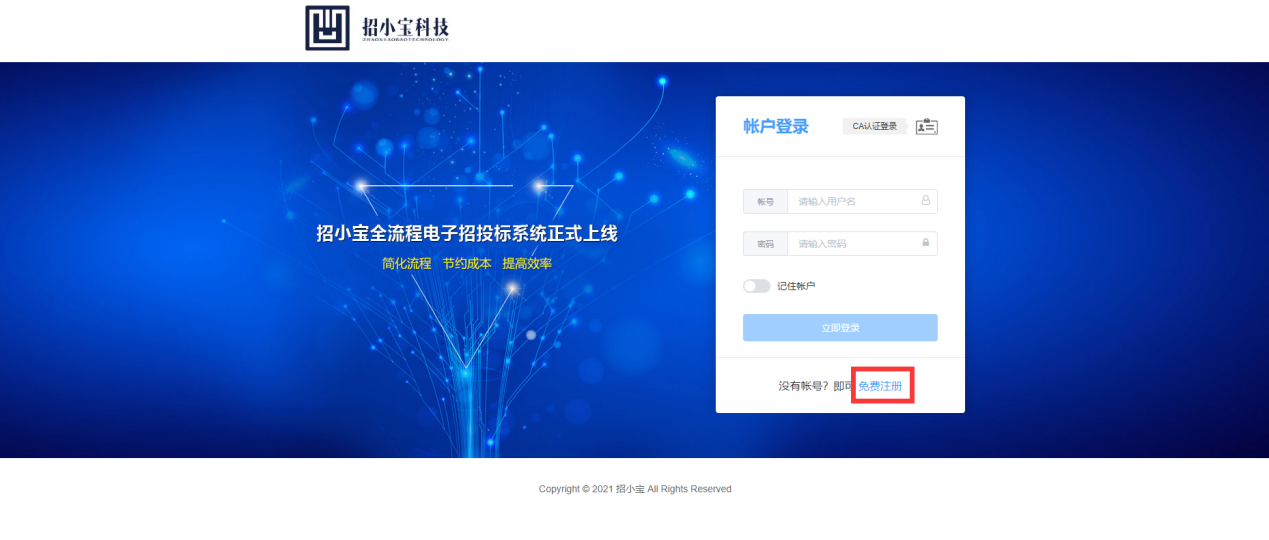 招小宝科技
ZHAOXIAOBAOTECHNOLOGY
帐户登录
CA认证登录
帐号
请输入用户名
密码
请输入密码
招小宝全流程电子招投标系统正式上线
简化流程 节约成本 提高效率
记住帐户
立即登录
没有帐号？即可 免费注册
Copyright © 2021 招小宝 All Rights Reserved